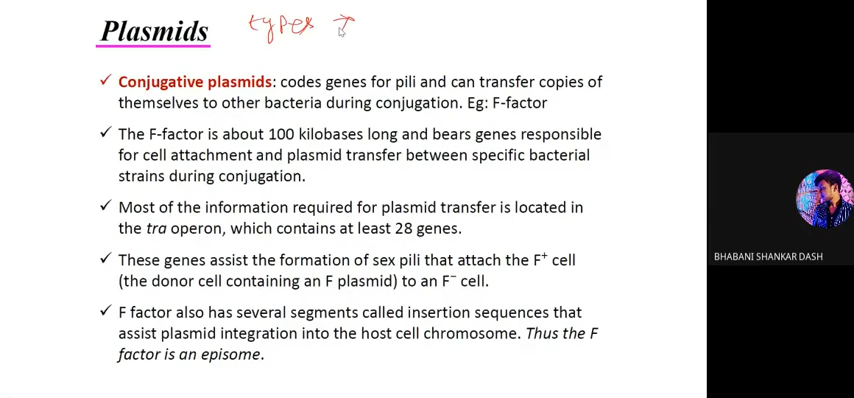 Plasmids types
✓ Conjugative plasmids: codes genes for pili and can transfer copies of
themselves to other bacteria during conjugation. Eg: F-factor
✓ The F-factor is about 100 kilobases long and bears genes responsible
for cell attachment and plasmid transfer between specific bacterial
strains during conjugation.
✓ Most of the information required for plasmid transfer is located in
the tra operon, which contains at least 28 genes.
✓ These genes assist the formation of sex pili that attach the F⁺ cell
(the donor cell containing an F plasmid) to an F⁻ cell.
✓ F factor also has several segments called insertion sequences that
assist plasmid integration into the host cell chromosome. Thus the F
factor is an episome.
BHABANI SHANKAR DASH